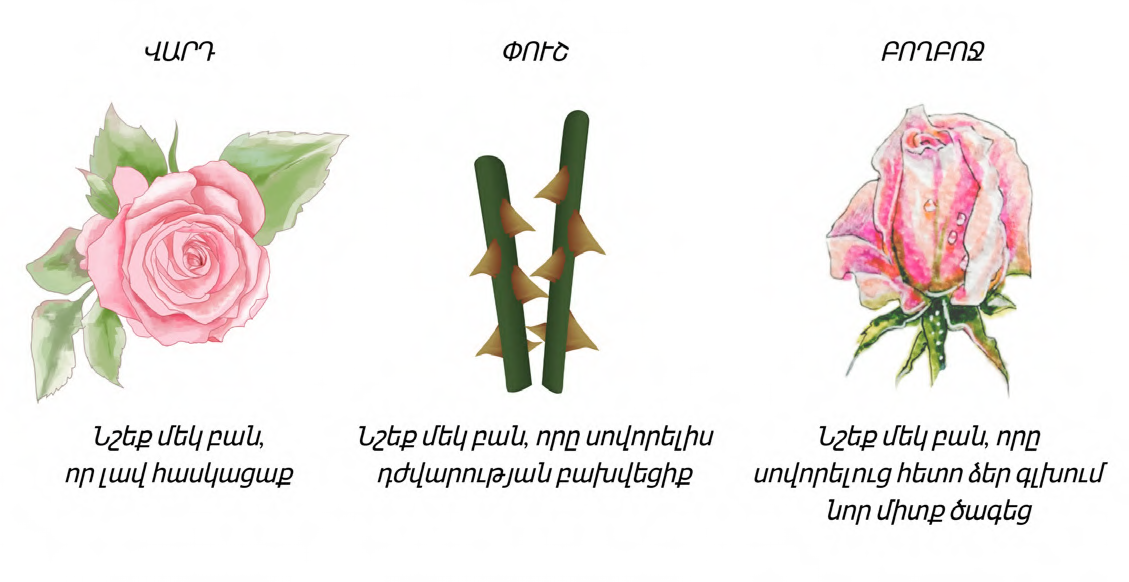 ՎԱՐԴ
ՓՈՒՇ
ԲՈՂԲՈՋ
Նշեք մեկ բան,
որ լավ հասկացաք
Նշեք մեկ բան, որը սովորելիս
դժվարության բախվեցիք
Նշեք մեկ բան, որը
սովորելուց հետո ձեր գլխում
նոր միտք ծագեց